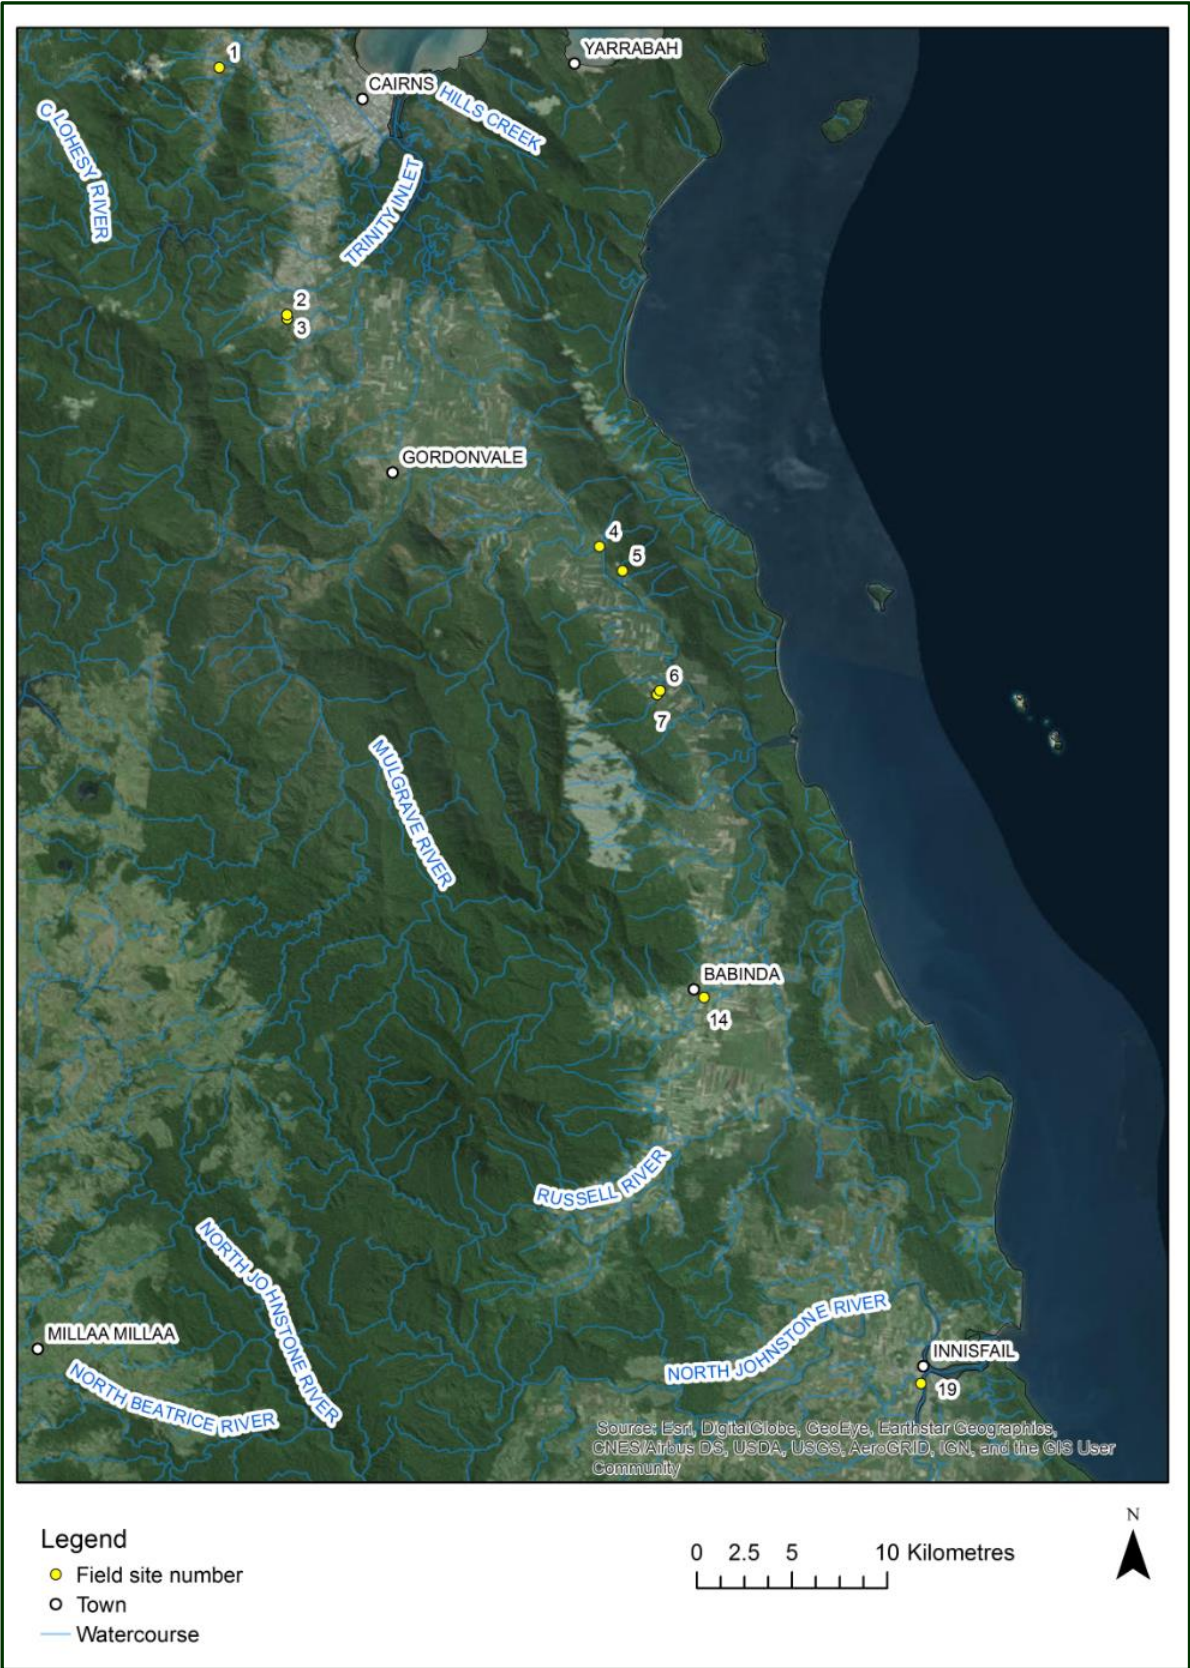 1
YARRABAH
CAIRNS
HILLS CREEK
CLOHESY RIVER
TRINITY INLET
2
3
GORDONVALE
4
5
6
7
MULGRAVE RIVER
BABINDA
14
RUSSELL RIVER
NORTH JOHNSTONE RIVER
NORTH JOHNSTONE RIVER
MILLAA MILLAA
INNISFAIL
NORTH BEATRICE RIVER
19
Source: Esri, DigitalGlobe, GeoEye, Earthstar Geographics,
CNES/Airbus DS, USDA, USGS, AeroGRID, IGN, and the GIS User
Community
N
Legend
Field site number
Town
Watercourse
0 2.5 5 10 Kilometres